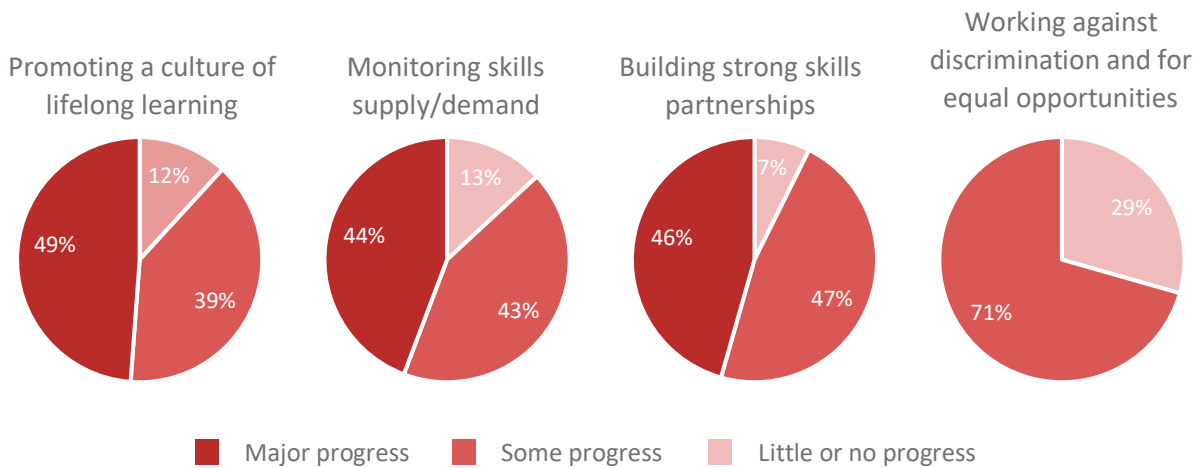 Promoting a culture of
lifelong learning
12%
49%
39%
Monitoring skills
supply/demand
13%
44%
43%
Building strong skills
partnerships
7%
46%
47%
Working against
discrimination and for
equal opportunities
29%
71%
Major progress
Some progress
Little or no progress